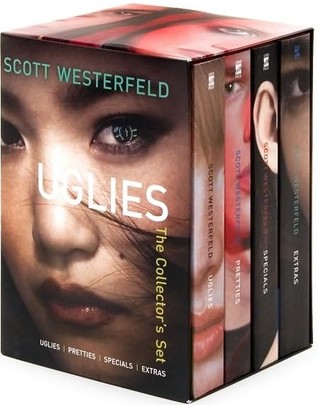 SCOTT WESTERFELD
UGLIES
The Collector's Set
UGLIES | PRETTIES | SPECIALS | EXTRAS
SCOTT WESTERFELD UGLIES
SCOTT WESTERFELD PRETTIES
SCOTT WESTERFELD SPECIALS
WESTERFELD EXTRAS